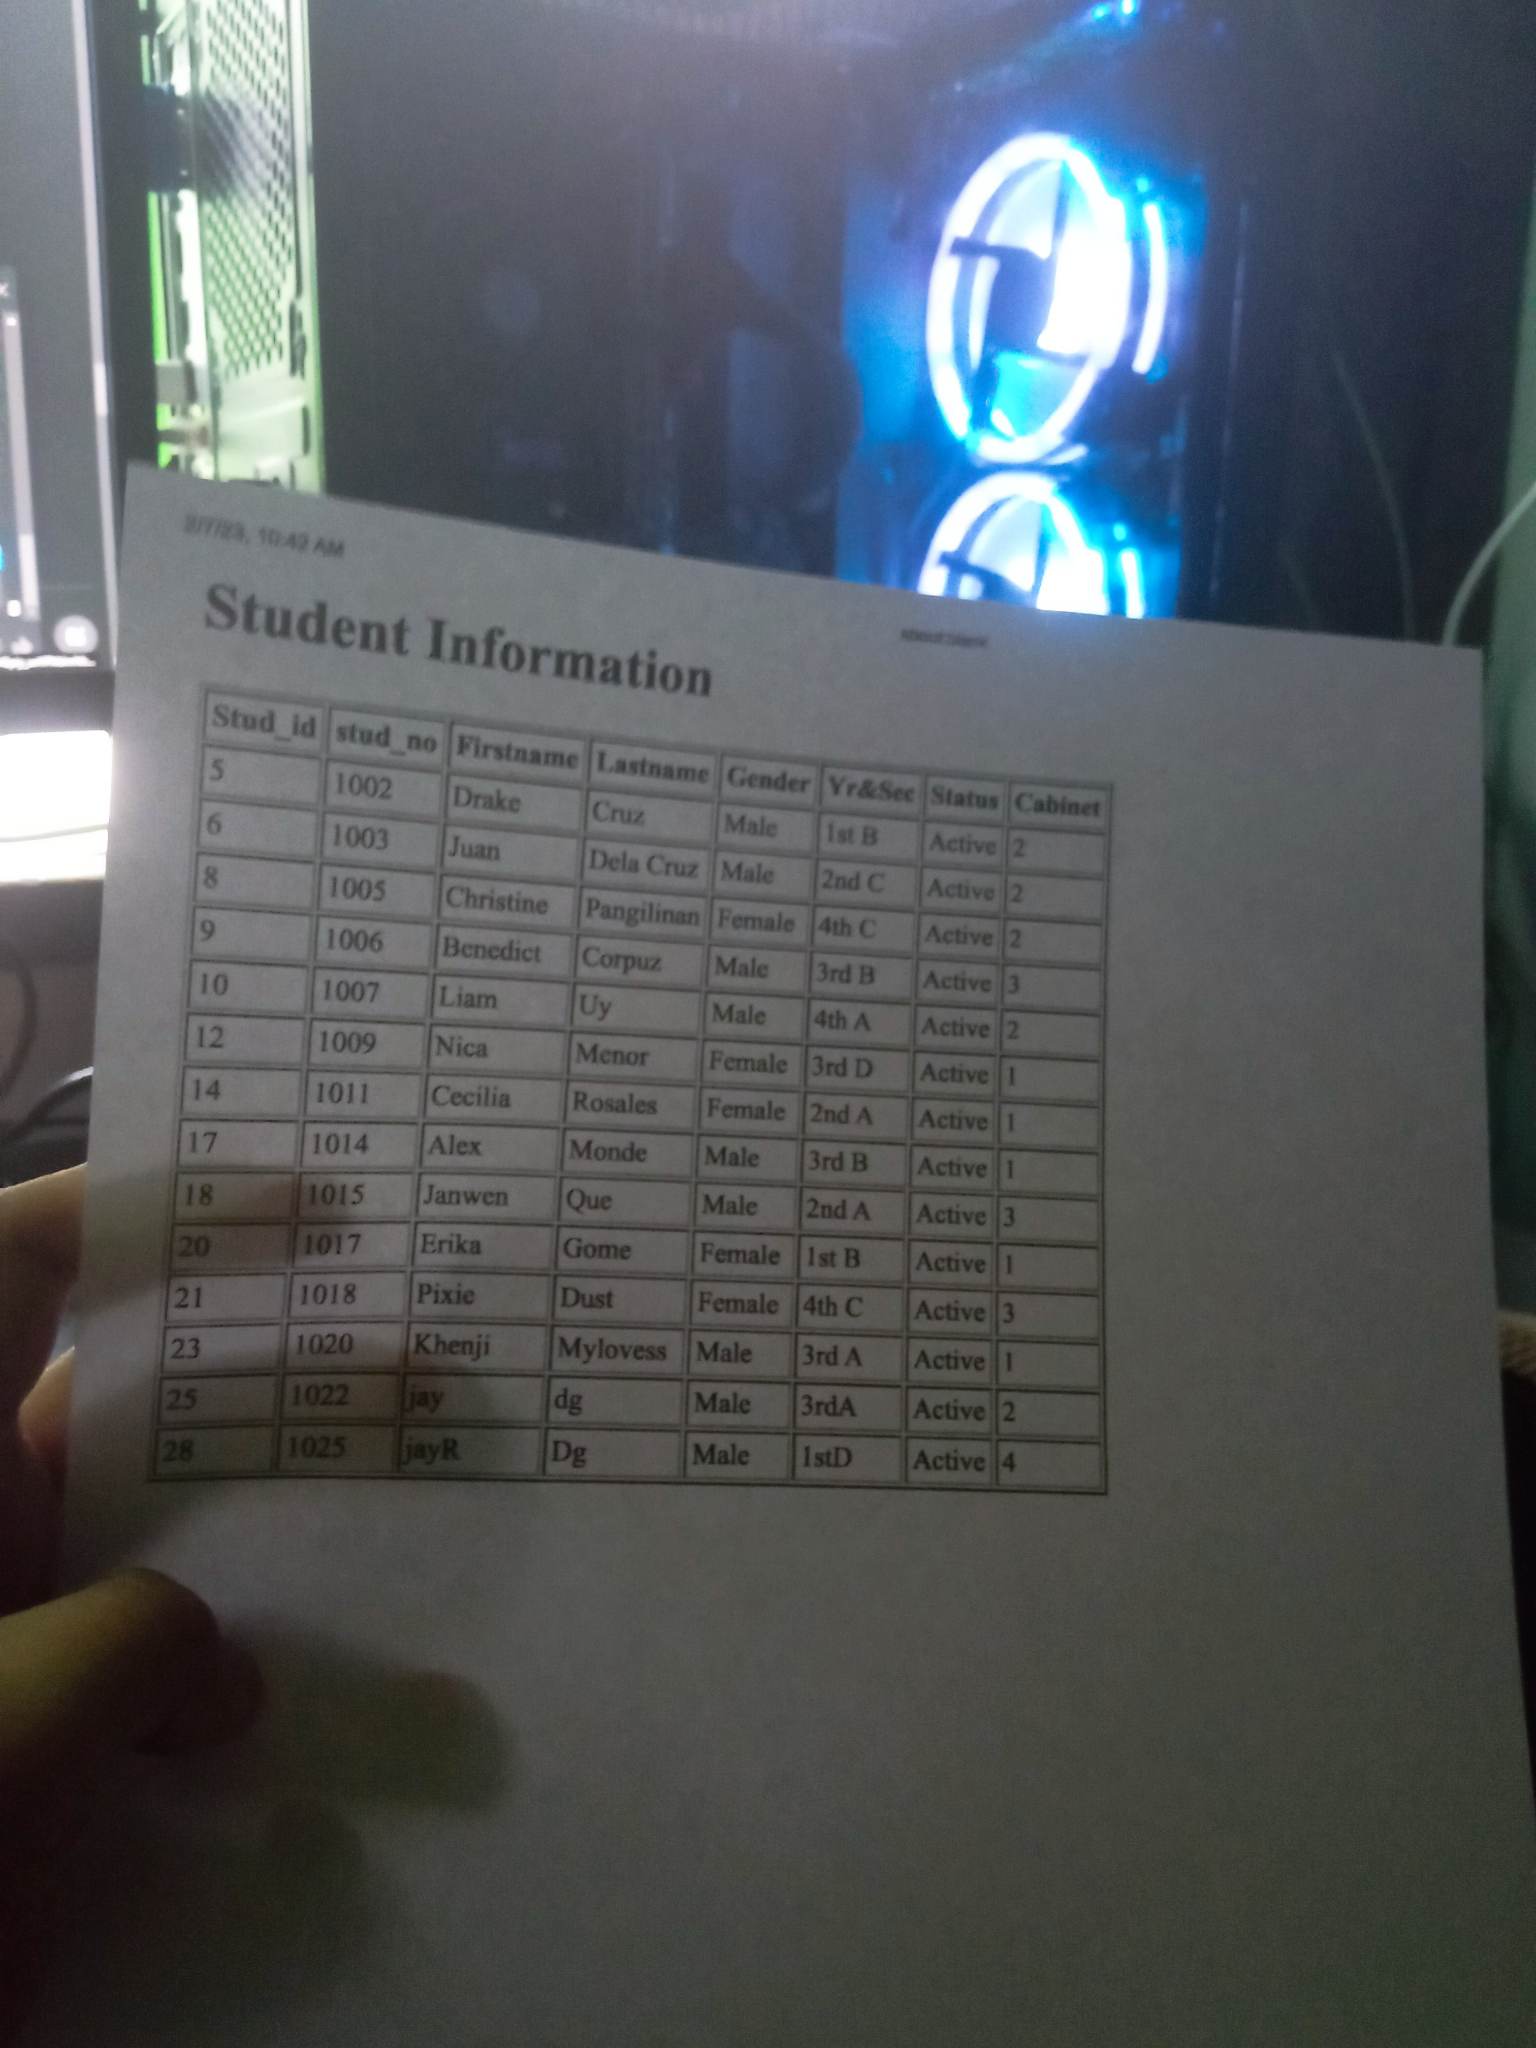 2/7/23, 10:42 AM
about:blank
Student Information
Stud_id stud_no Firstname Lastname Gender Yr&Sec Status Cabinet
5 1002 Drake Cruz Male 1st B Active 2
6 1003 Juan Dela Cruz Male 2nd C Active 2
8 1005 Christine Pangilinan Female 4th C Active 2
9 1006 Benedict Corpuz Male 3rd B Active 3
10 1007 Liam Uy Male 4th A Active 2
12 1009 Nica Menor Female 3rd D Active 1
14 1011 Cecilia Rosales Female 2nd A Active 1
17 1014 Alex Monde Male 3rd B Active 1
18 1015 Janwen Que Male 2nd A Active 3
20 1017 Erika Gome Female 1st B Active 1
21 1018 Pixie Dust Female 4th C Active 3
23 1020 Khenji Mylovess Male 3rd A Active 1
25 1022 jay dg Male 3rdA Active 2
28 1025 jayR Dg Male 1stD Active 4